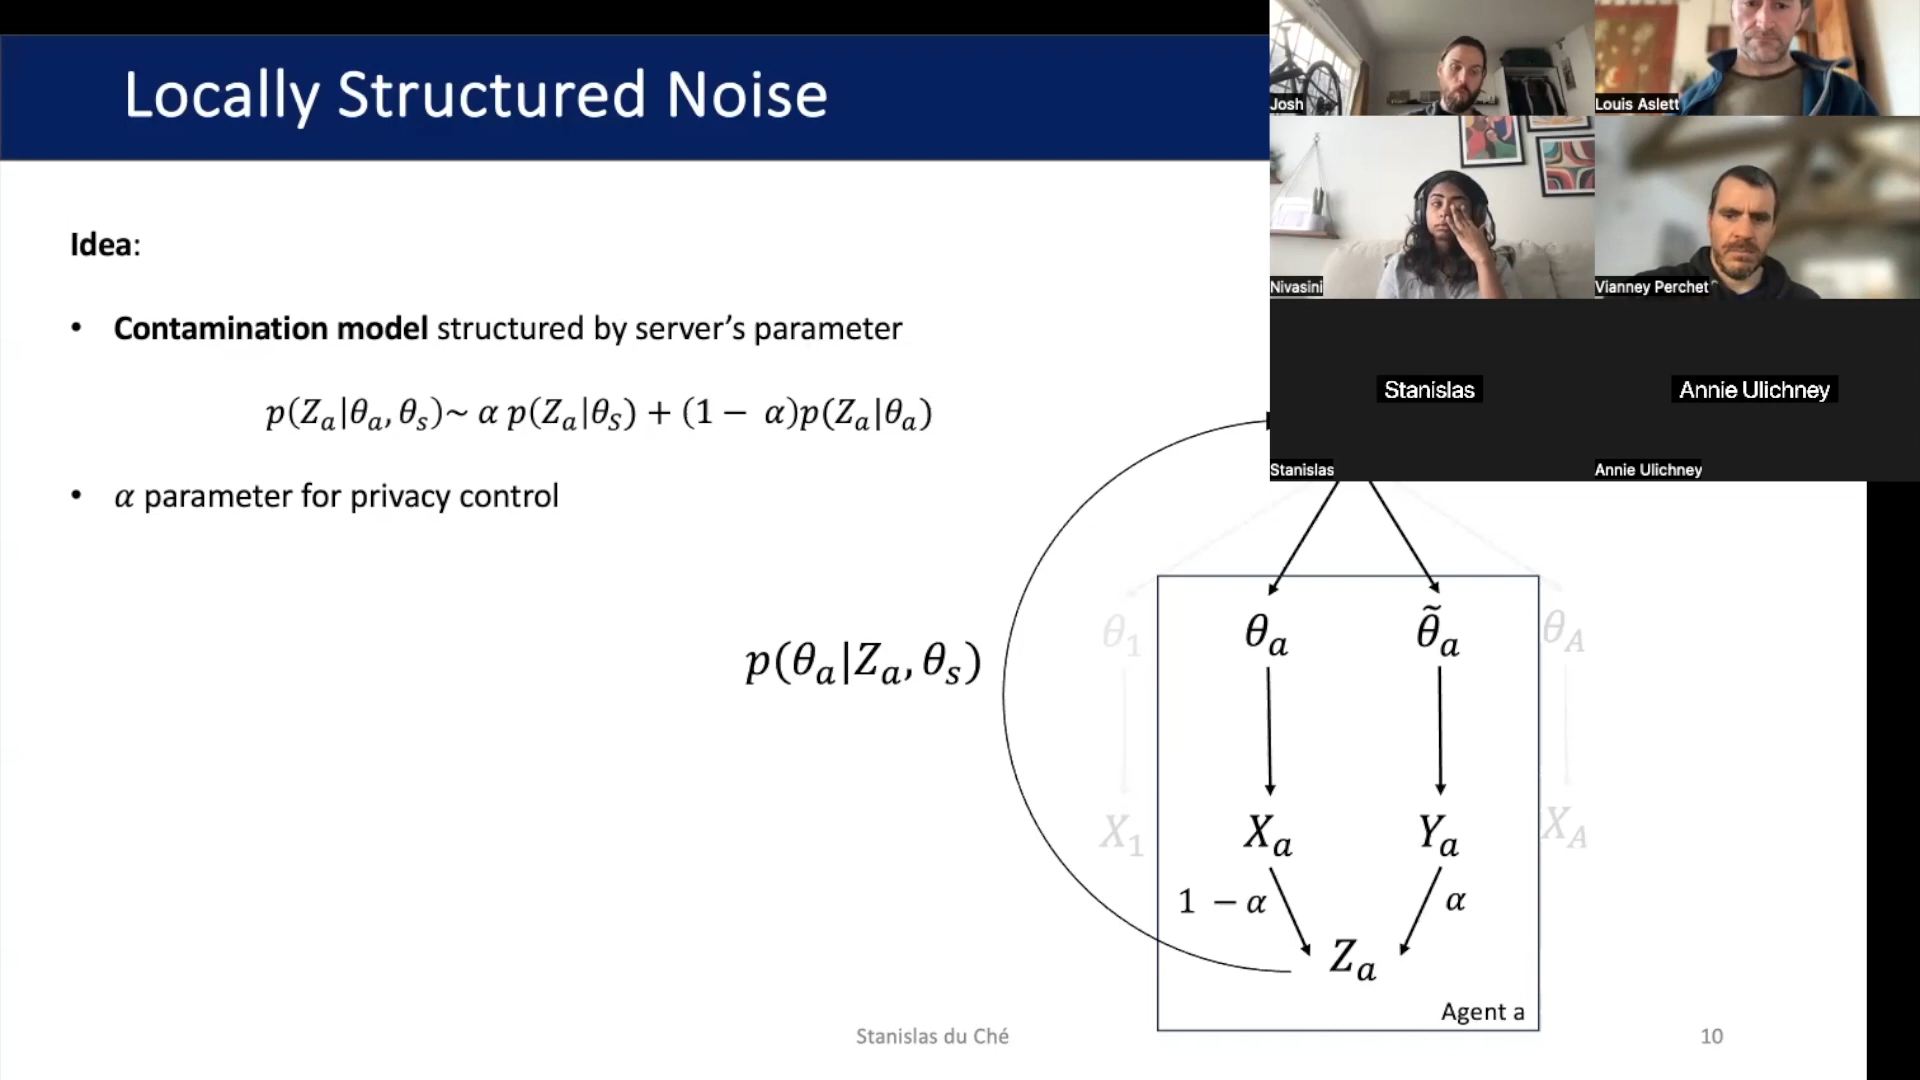 Locally Structured Noise
Idea:
• Contamination model structured by server's parameter
p(Z_a|θ_a, θ_s)~ α p(Z_a|θ_S) + (1 − α)p(Z_a|θ_a)
• α parameter for privacy control
p(θ_a|Z_a, θ_s)
θ_1
θ_a
θ̃_a
θ_A
X_1
X_a
Y_a
X_A
1 − α
α
Z_a
Agent a
Stanislas du Ché
10
Josh
Louis Aslett
Nivasini
Vianney Perchet
Stanislas
Annie Ulichney
Stanislas
Annie Ulichney